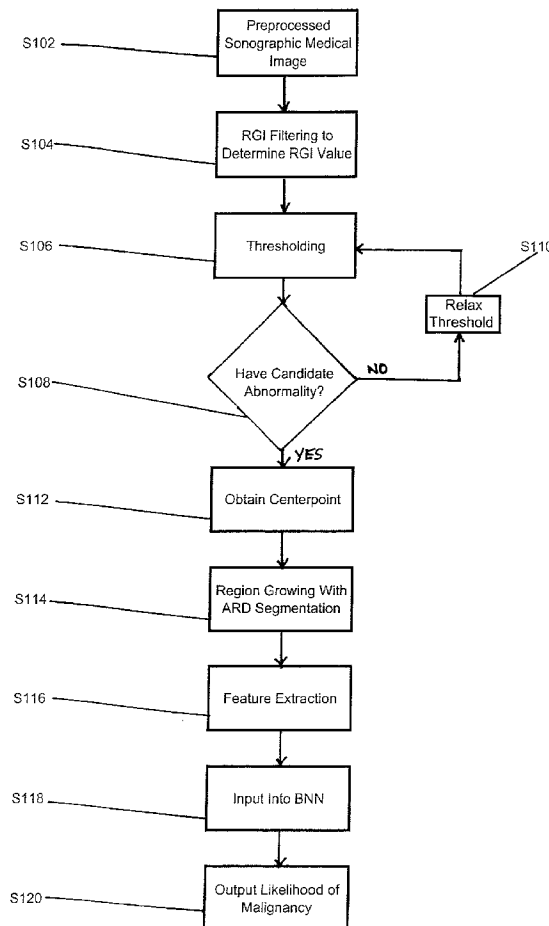 Preprocessed
Sonographic Medical
Image
S102
RGI Filtering to
Determine RGI Value
S104
Thresholding
S106
S110
Relax
Threshold
Have Candidate
Abnormality?
NO
S108
YES
Obtain Centerpoint
S112
Region Growing With
ARD Segmentation
S114
Feature Extraction
S116
Input Into BNN
S118
Output Likelihood of
Malignancy
S120